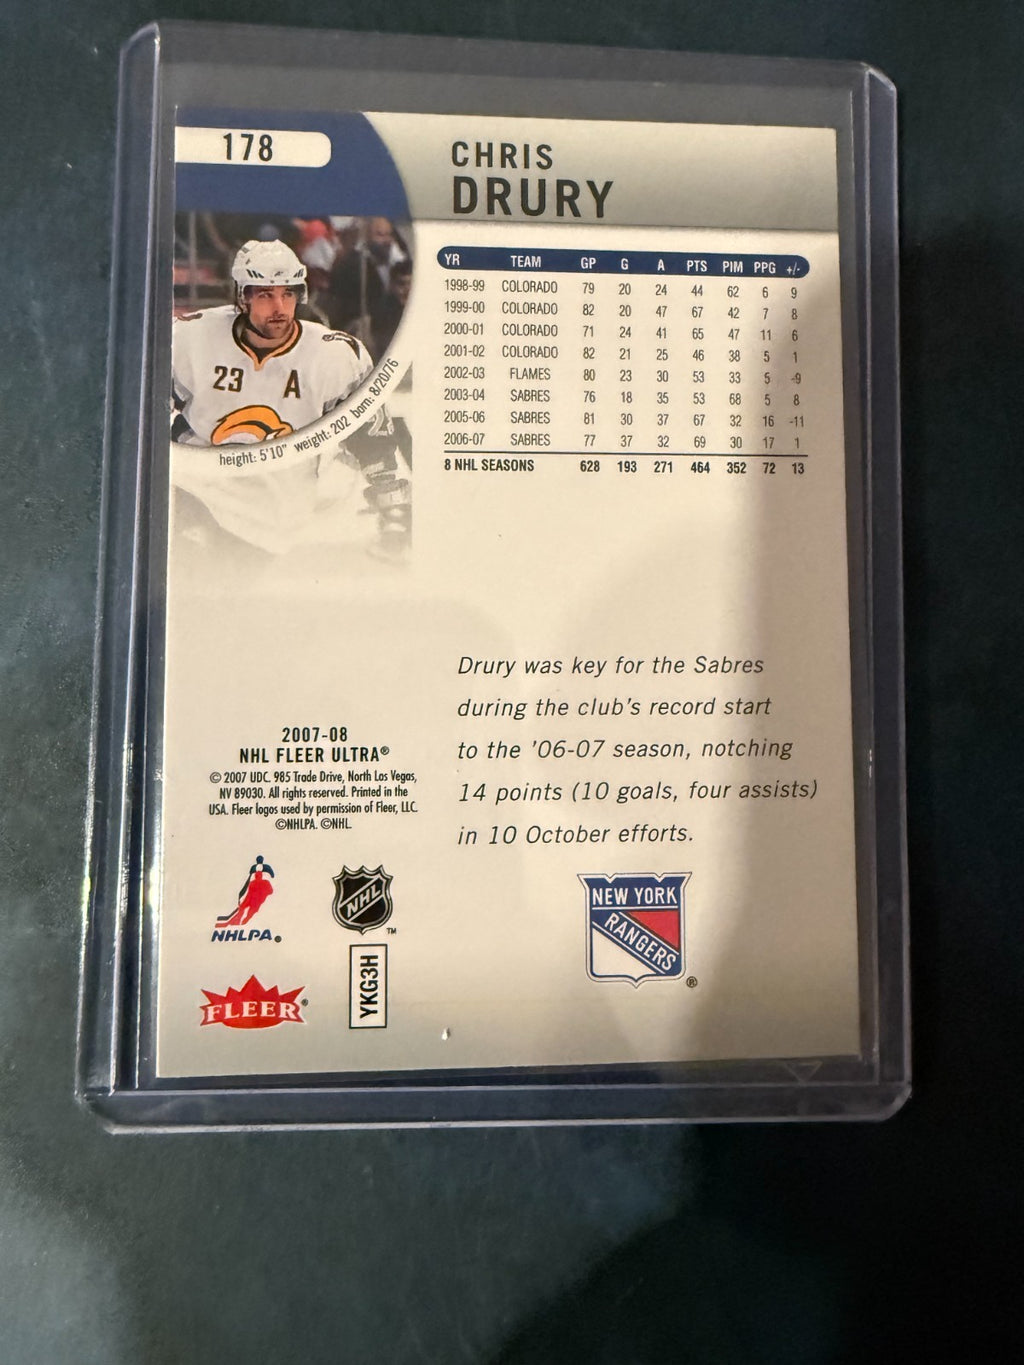 178
CHRIS
DRURY
23 A
height: 5'10" weight: 202 born: 8/20/76
YR TEAM GP G A PTS PIM PPG +/-
1998-99 COLORADO 79 20 24 44 62 6 9
1999-00 COLORADO 82 20 47 67 42 7 8
2000-01 COLORADO 71 24 41 65 47 11 6
2001-02 COLORADO 82 21 25 46 38 5 1
2002-03 FLAMES 80 23 30 53 33 5 -9
2003-04 SABRES 76 18 35 53 68 5 8
2005-06 SABRES 81 30 37 67 32 16 -11
2006-07 SABRES 77 37 32 69 30 17 1
8 NHL SEASONS 628 193 271 464 352 72 13
Drury was key for the Sabres
during the club's record start
to the '06-07 season, notching
14 points (10 goals, four assists)
in 10 October efforts.
2007-08
NHL FLEER ULTRA®
© 2007 UDC. 985 Trade Drive, North Las Vegas,
NV 89030. All rights reserved. Printed in the
USA. Fleer logos used by permission of Fleer, LLC.
©NHLPA. ©NHL.
NHLPA®
NHL™
FLEER®
YKG3H
NEW YORK
RANGERS®